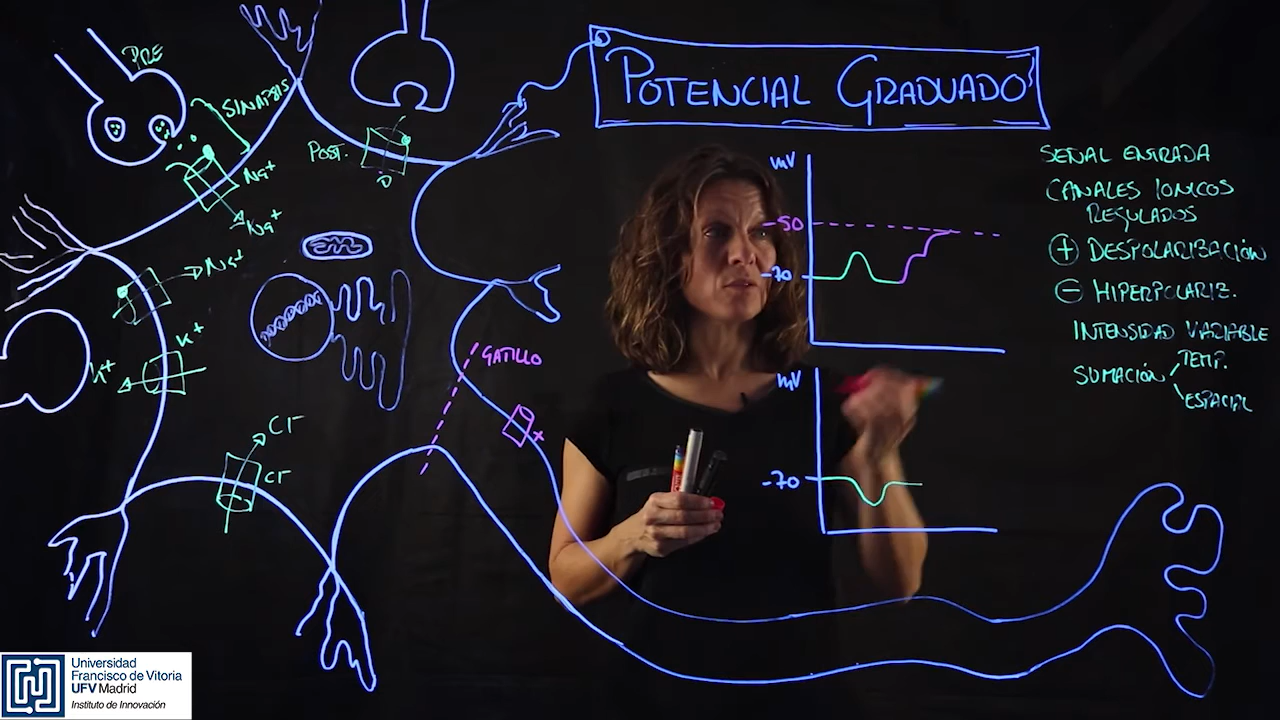 POTENCIAL GRADUADO
PRE
SINAPSIS
Na+
Na+
POST.
Na+
K+
K+
Cl-
Cl-
GATILLO
+
mV
-50
-70
mV
-70
SEÑAL ENTRADA
CANALES IONICOS
REGULADOS
+ DESPOLARIZACIÓN
- HIPERPOLARIZ.
INTENSIDAD VARIABLE
SUMACIÓN TEMP.
ESPACIAL
Universidad
Francisco de Vitoria
UFV Madrid
Instituto de Innovación